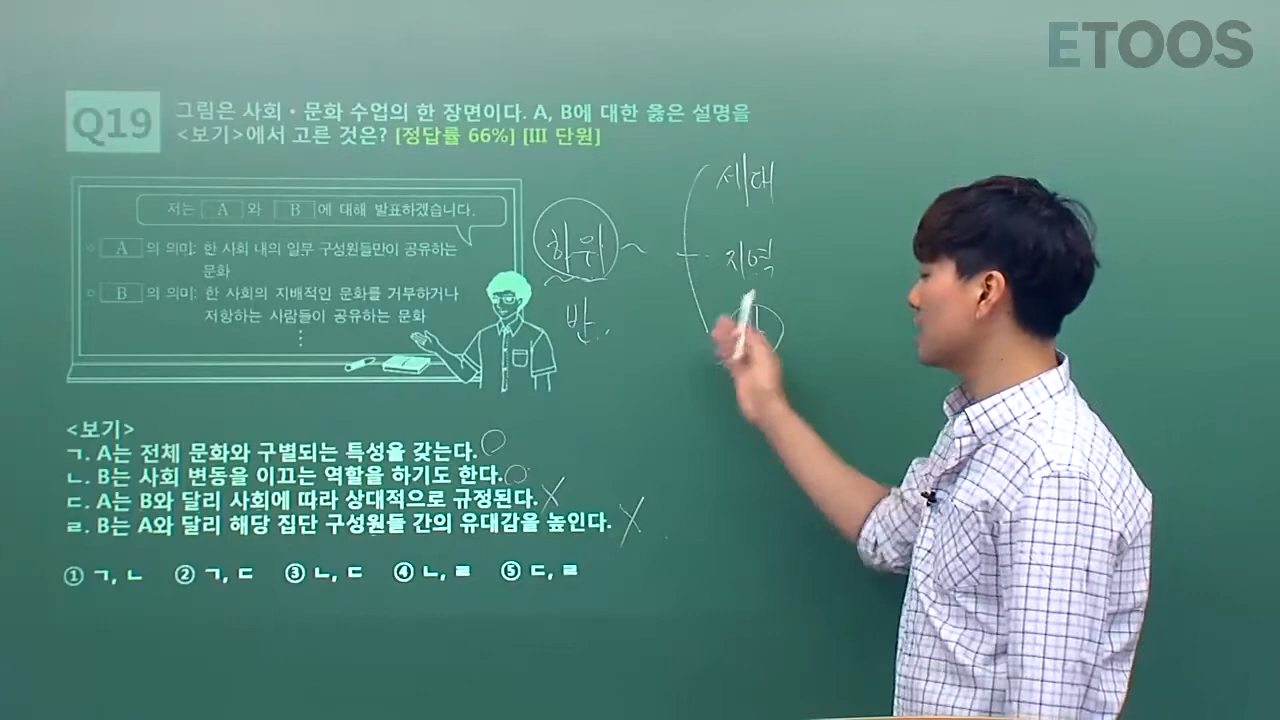 ETOOS
Q19
그림은 사회·문화 수업의 한 장면이다. A, B에 대한 옳은 설명을
<보기>에서 고른 것은? [정답률 66%] [III 단원]
저는 A 와 B 에 대해 발표하겠습니다.
○ A 의 의미: 한 사회 내의 일부 구성원들만이 공유하는
문화
○ B 의 의미: 한 사회의 지배적인 문화를 거부하거나
저항하는 사람들이 공유하는 문화
⋮
하위
반.
세대
지역
<보기>
ㄱ. A는 전체 문화와 구별되는 특성을 갖는다. ○
ㄴ. B는 사회 변동을 이끄는 역할을 하기도 한다. ○
ㄷ. A는 B와 달리 사회에 따라 상대적으로 규정된다. X
ㄹ. B는 A와 달리 해당 집단 구성원들 간의 유대감을 높인다. X
① ㄱ, ㄴ ② ㄱ, ㄷ ③ ㄴ, ㄷ ④ ㄴ, ㄹ ⑤ ㄷ, ㄹ